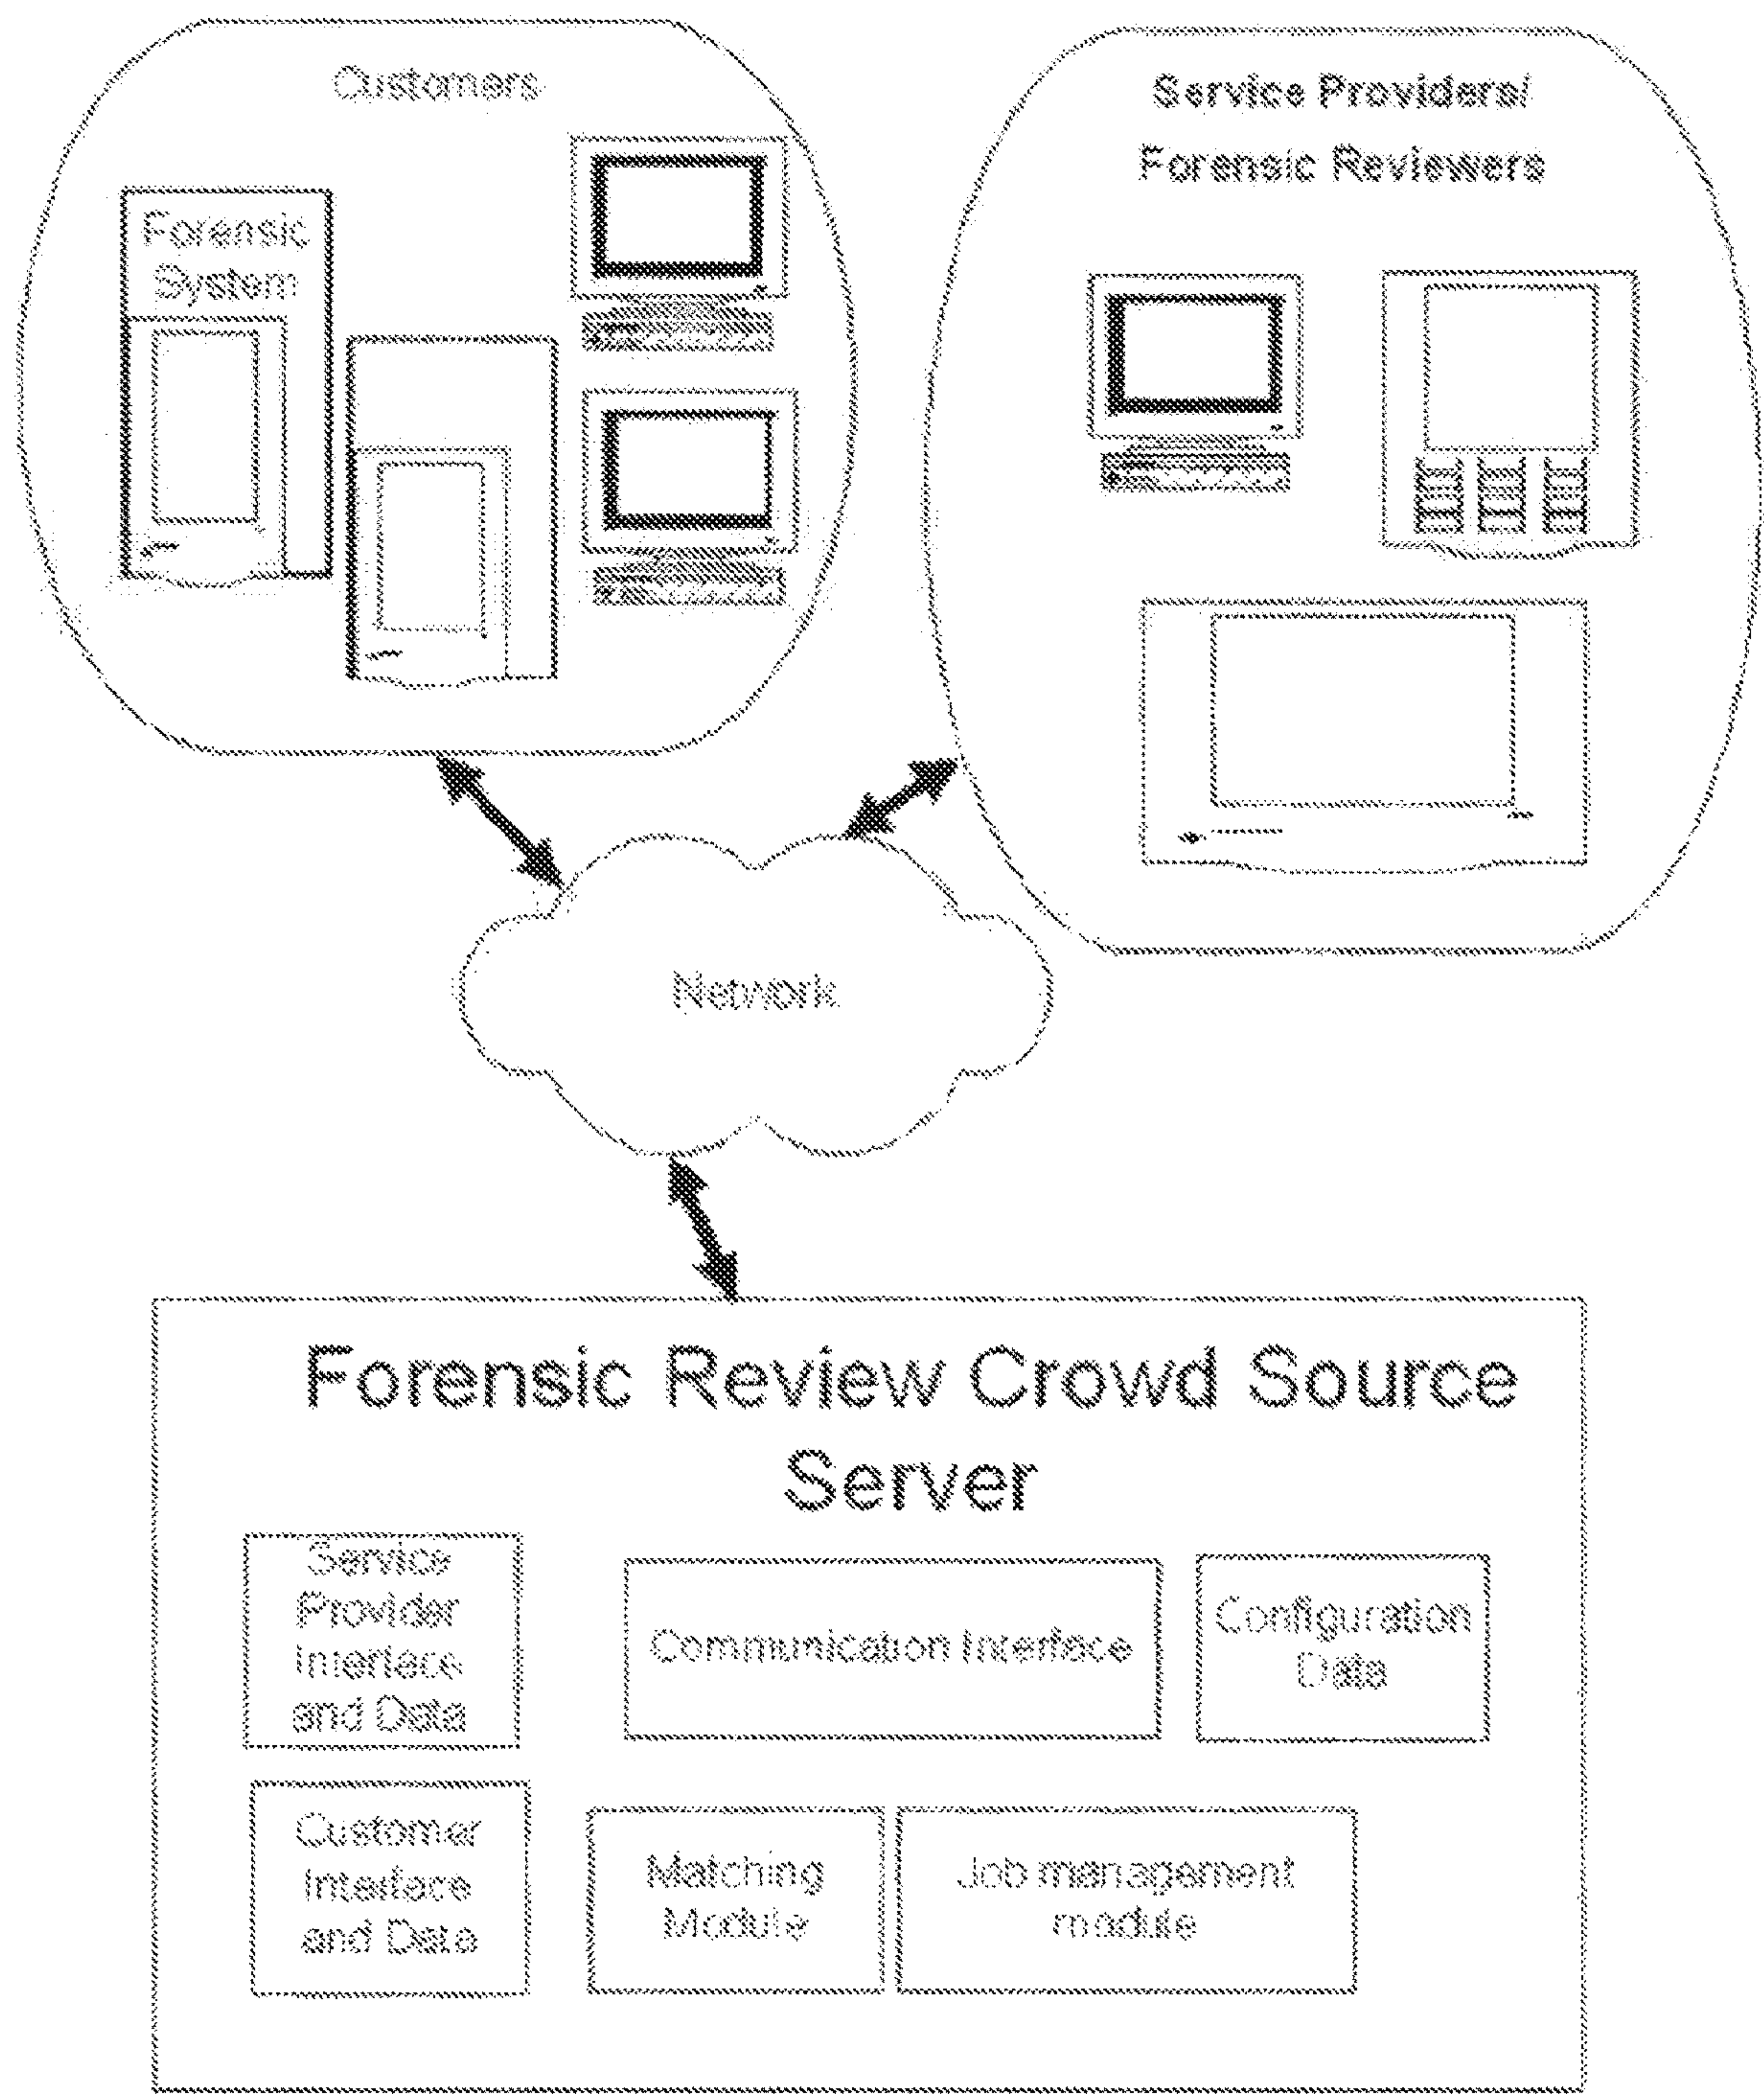 Customers
Service Providers/
Forensic Reviewers
Forensic
System
Network
Forensic Review Crowd Source
Server
Service
Provider
Interface
and Data
Communication Interface
Configuration
Data
Customer
Interface
and Data
Matching
Module
Job management
module